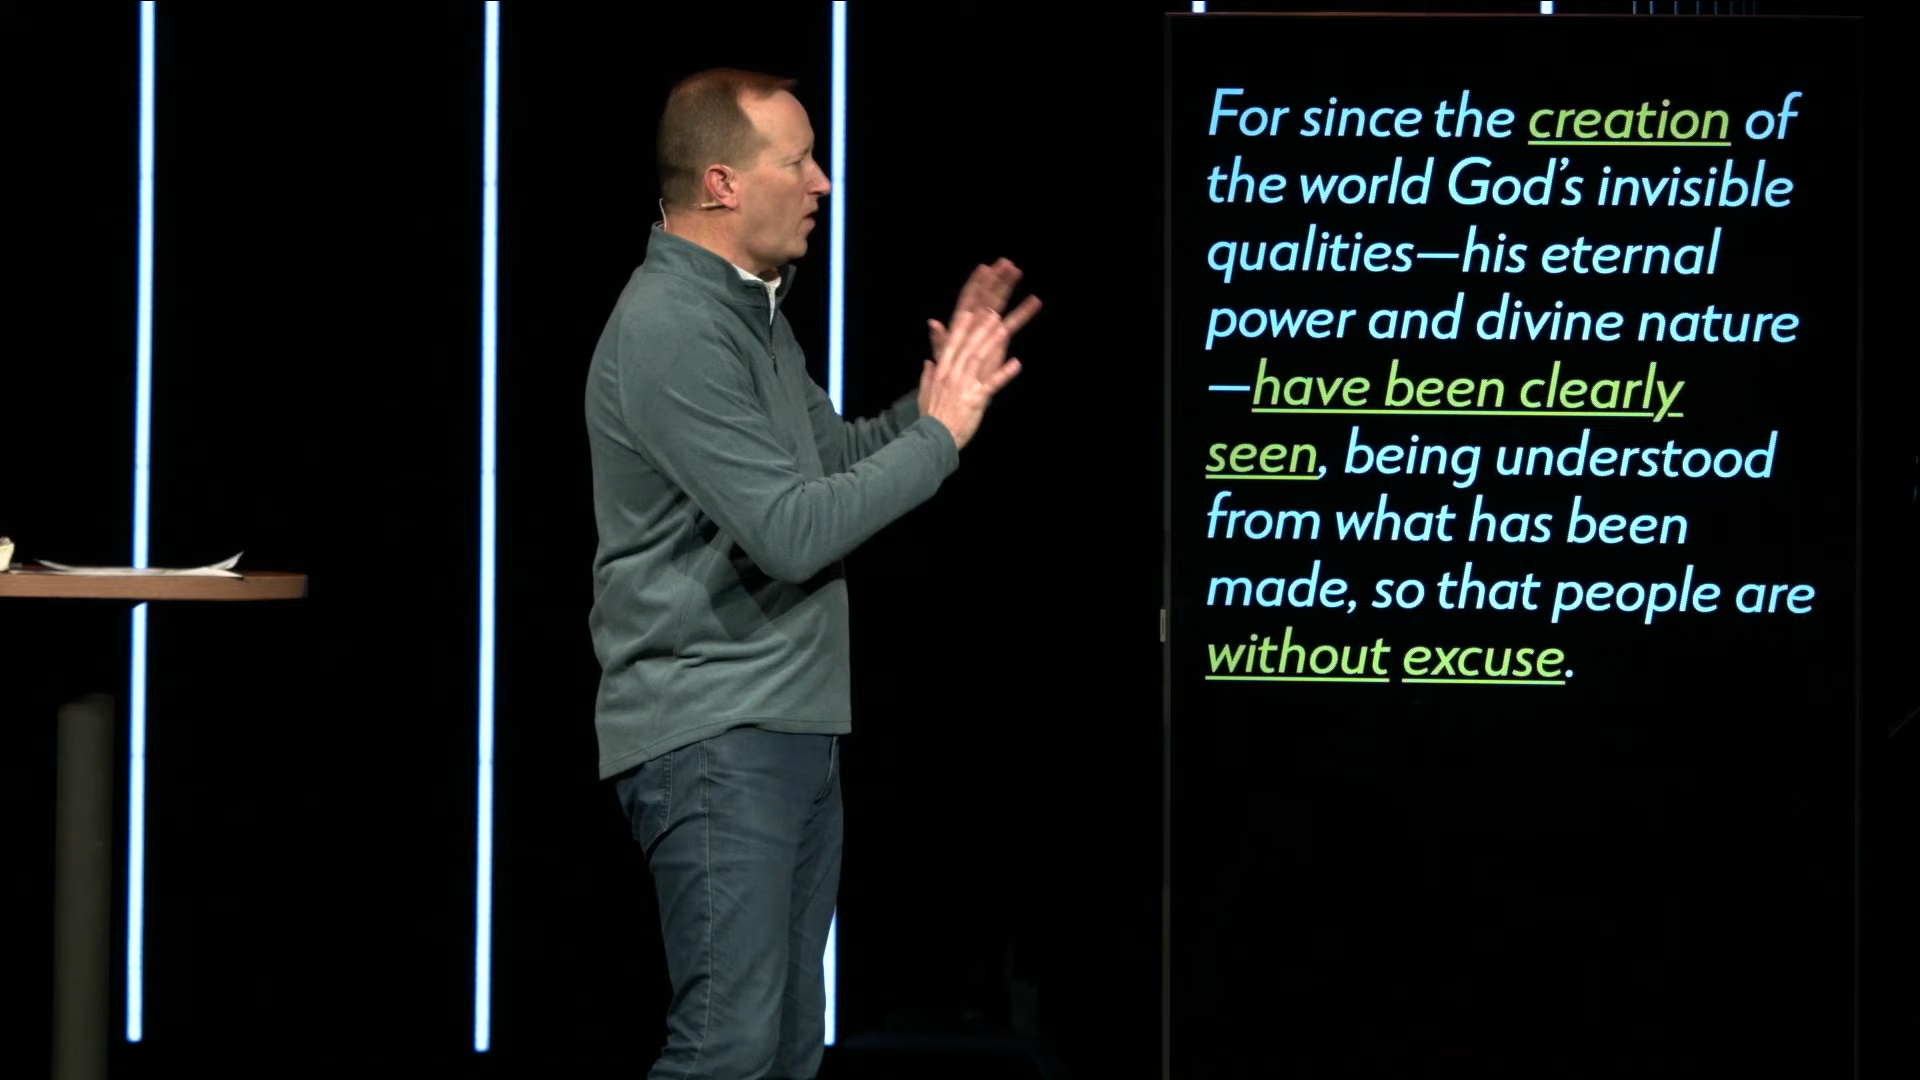 For since the creation of
the world God’s invisible
qualities—his eternal
power and divine nature
—have been clearly
seen, being understood
from what has been
made, so that people are
without excuse.